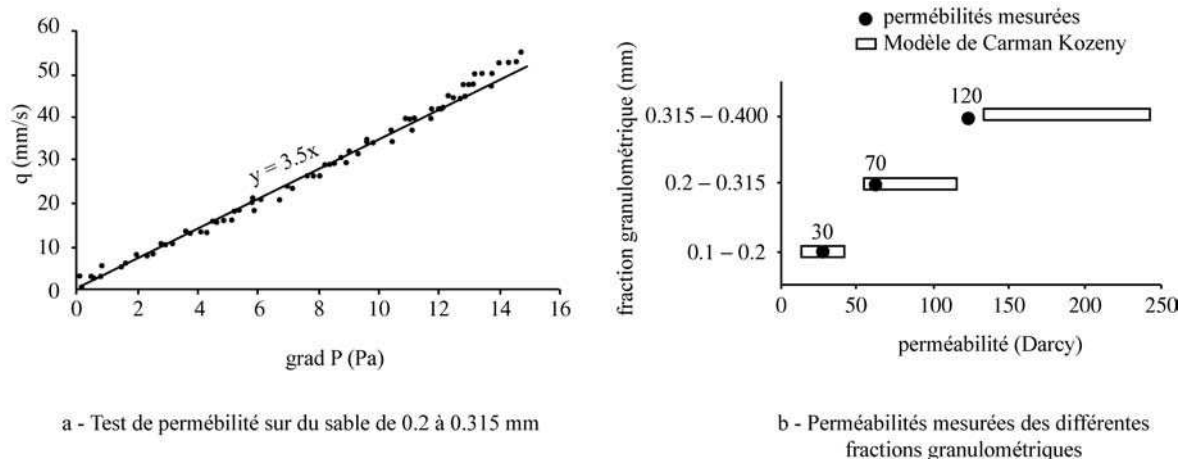 60
50
40
30
20
10
0
q (mm/s)
y = 3.5x
0 2 4 6 8 10 12 14 16
grad P (Pa)
a - Test de permébilité sur du sable de 0.2 à 0.315 mm
permébilités mesurées
Modèle de Carman Kozeny
fraction granulométrique (mm)
0.315 – 0.400
0.2 – 0.315
0.1 – 0.2
120
70
30
0 50 100 200 250
perméabilité (Darcy)
b - Perméabilités mesurées des différentes
fractions granulométriques